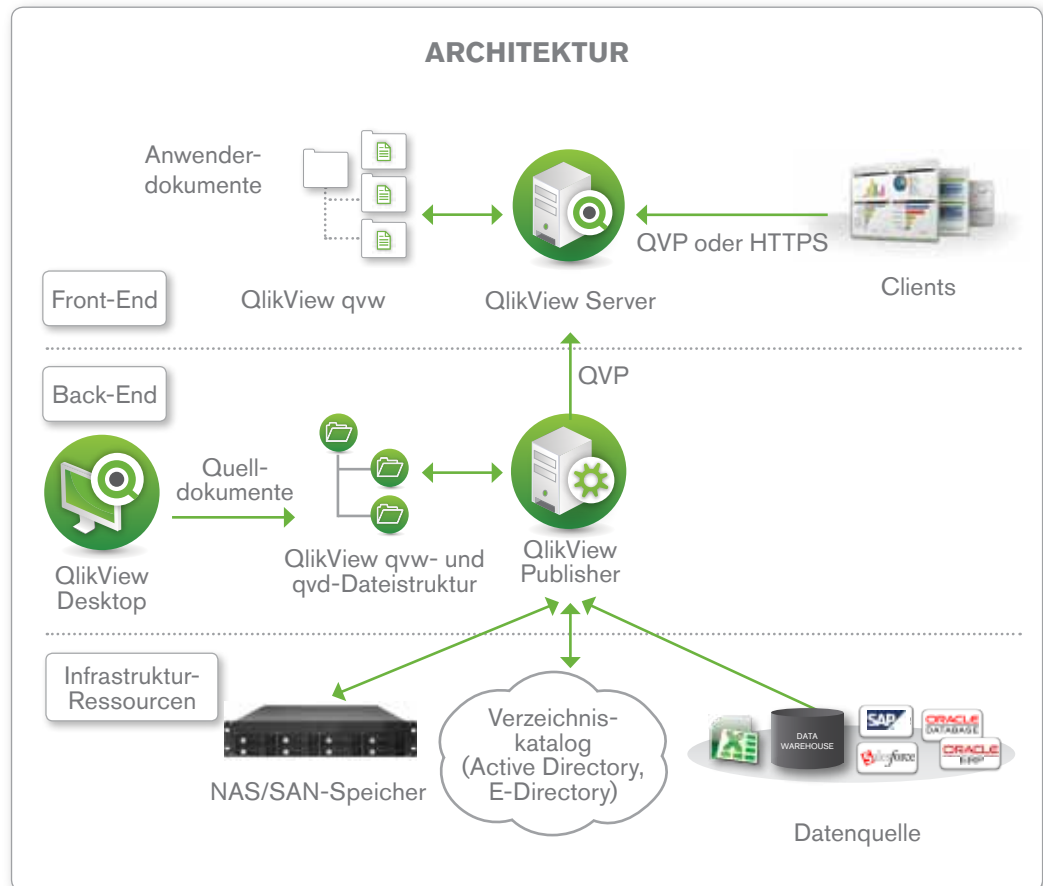 ARCHITEKTUR
Anwender-
dokumente
QlikView qvw
QlikView Server
QVP oder HTTPS
Clients
Front-End
QVP
Back-End
Quell-
dokumente
QlikView
Desktop
QlikView qvw- und
qvd-Dateistruktur
QlikView
Publisher
Infrastruktur-
Ressourcen
NAS/SAN-Speicher
Verzeichnis-
katalog
(Active Directory,
E-Directory)
DATA
WAREHOUSE
SAP
ORACLE
DATABASE
salesforce
ORACLE
ERP
Datenquelle